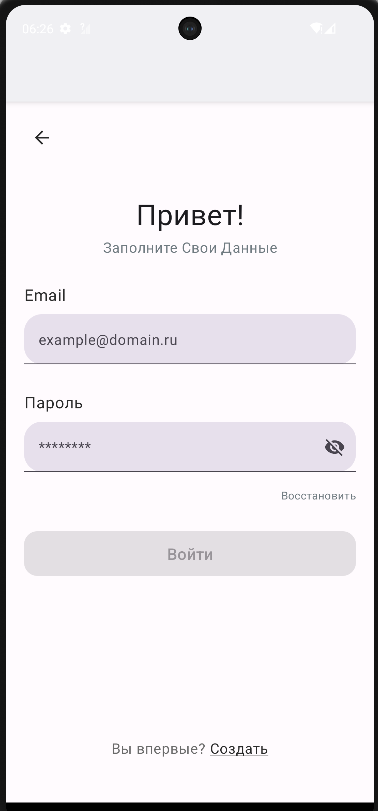 06:26
Привет!
Заполните Свои Данные
Email
example@domain.ru
Пароль
********
Восстановить
Войти
Вы впервые? Создать